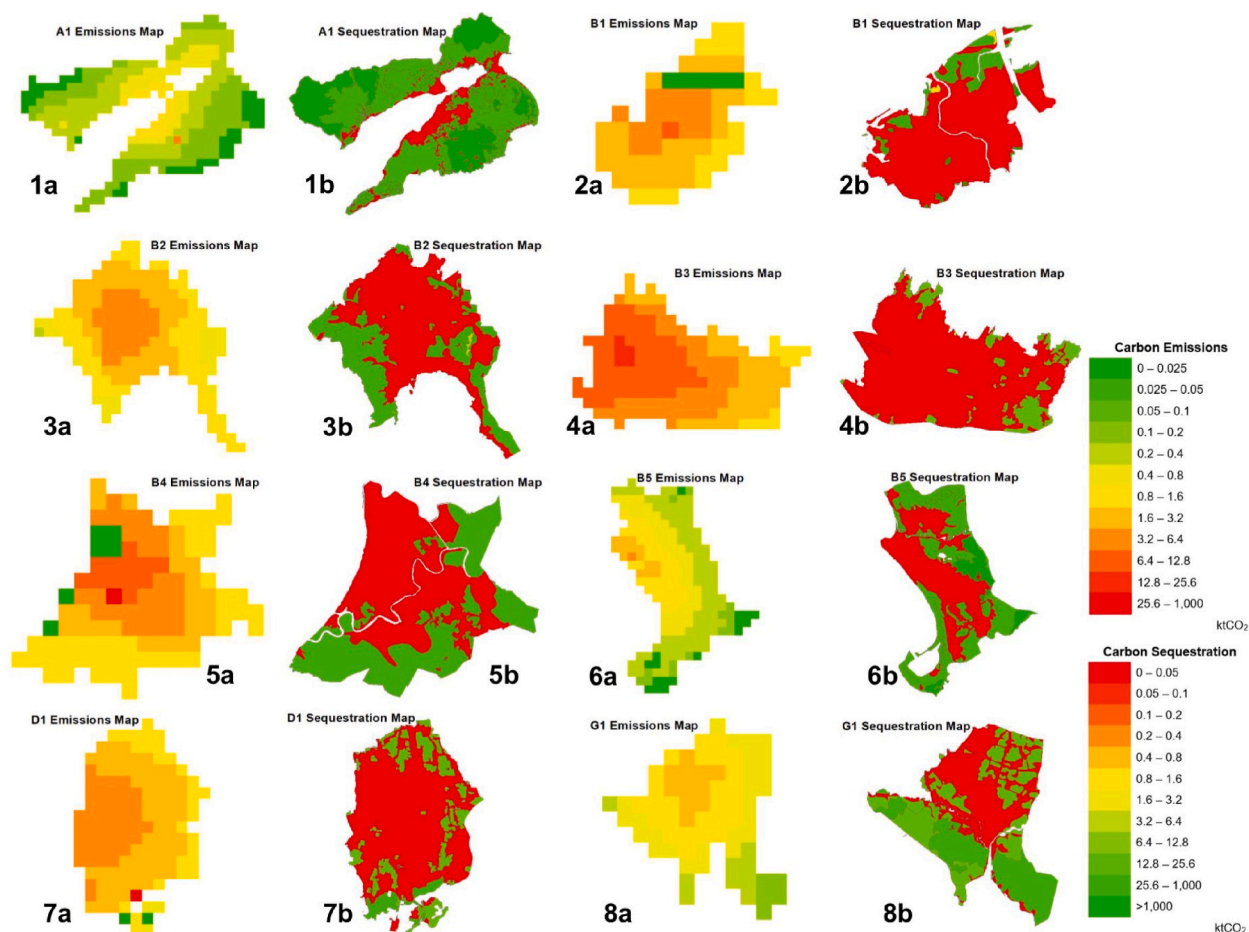 A1 Emissions Map
A1 Sequestration Map
B1 Emissions Map
B1 Sequestration Map
1a
1b
2a
2b
B2 Emissions Map
B2 Sequestration Map
B3 Emissions Map
B3 Sequestration Map
3a
3b
4a
4b
B4 Emissions Map
B4 Sequestration Map
B5 Emissions Map
B5 Sequestration Map
5a
5b
6a
6b
D1 Emissions Map
D1 Sequestration Map
G1 Emissions Map
G1 Sequestration Map
7a
7b
8a
8b
Carbon Emissions
0 – 0.025
0.025 – 0.05
0.05 – 0.1
0.1 – 0.2
0.2 – 0.4
0.4 – 0.8
0.8 – 1.6
1.6 – 3.2
3.2 – 6.4
6.4 – 12.8
12.8 – 25.6
25.6 – 1,000
ktCO₂
Carbon Sequestration
0 – 0.05
0.05 – 0.1
0.1 – 0.2
0.2 – 0.4
0.4 – 0.8
0.8 – 1.6
1.6 – 3.2
3.2 – 6.4
6.4 – 12.8
12.8 – 25.6
25.6 – 1,000
>1,000
ktCO₂